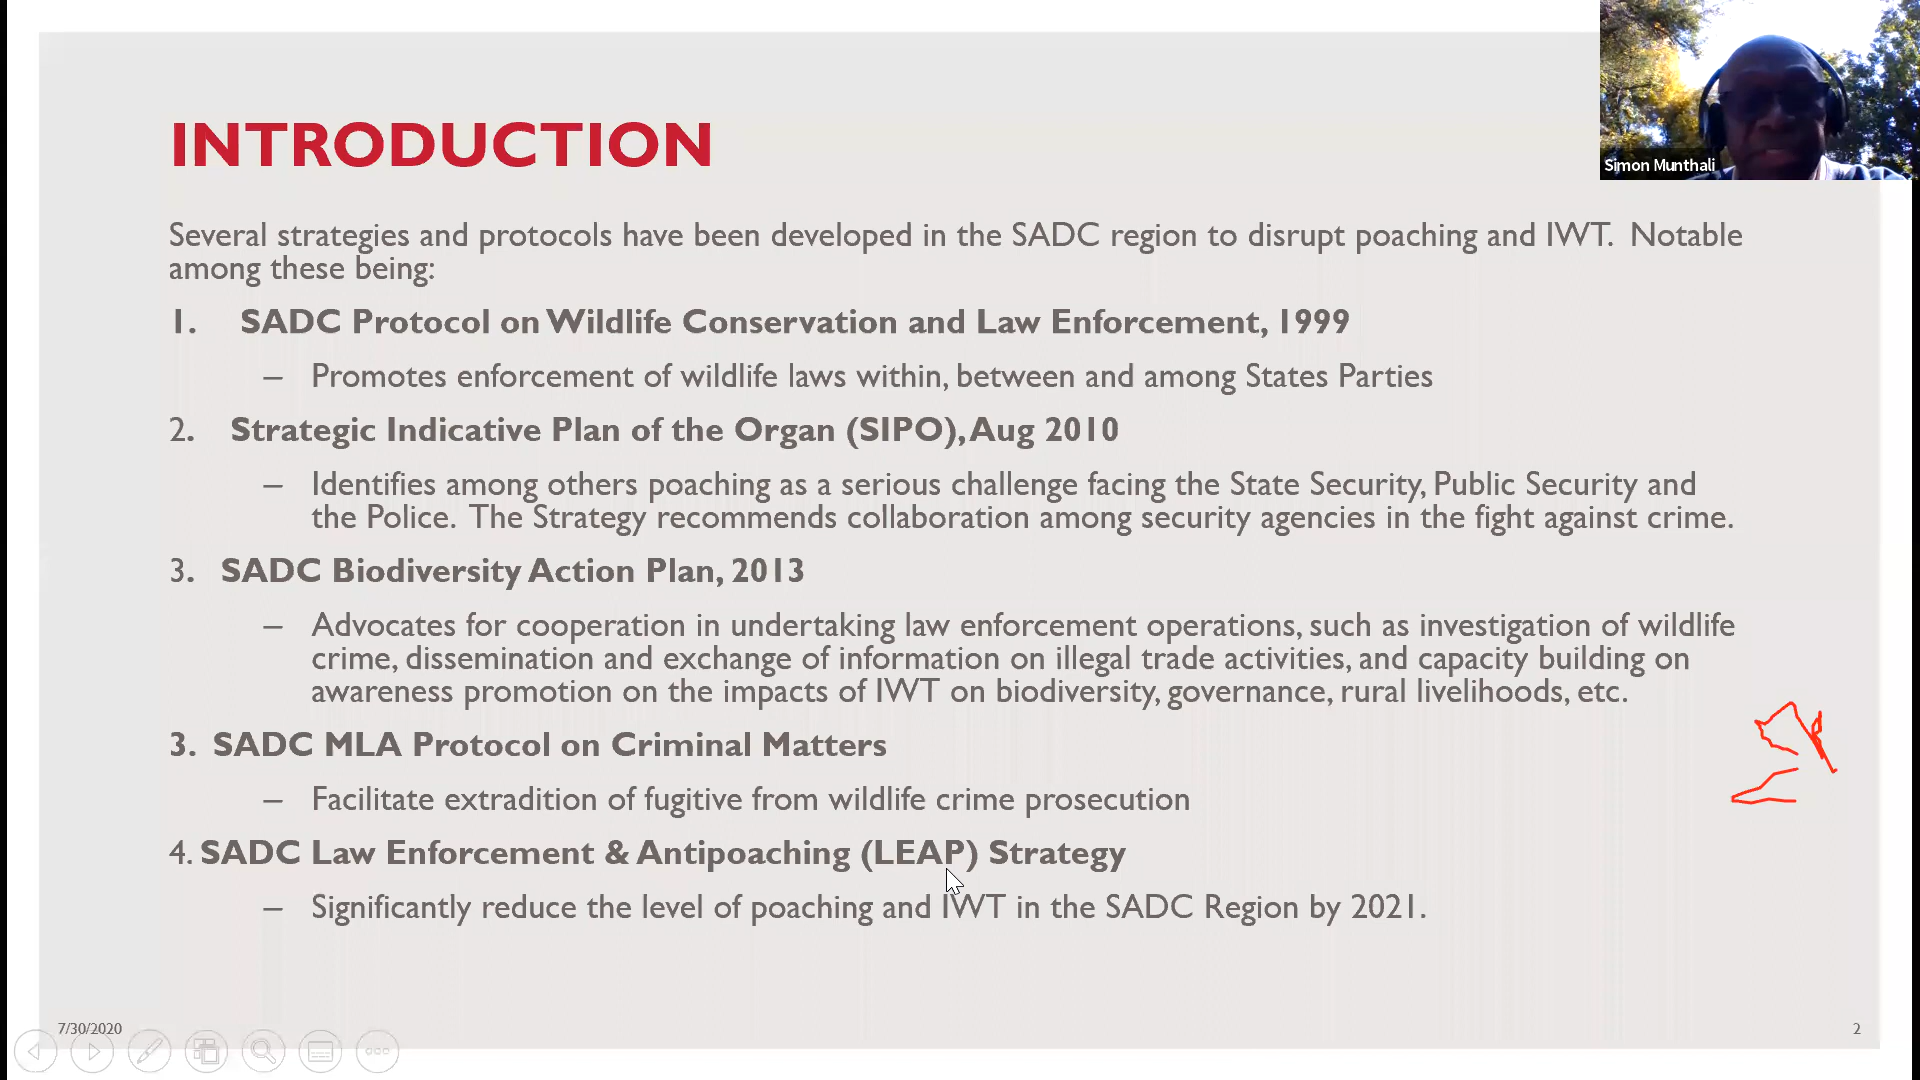 Simon Munthali
INTRODUCTION
Several strategies and protocols have been developed in the SADC region to disrupt poaching and IWT.  Notable
among these being:
1. SADC Protocol on Wildlife Conservation and Law Enforcement, 1999
– Promotes enforcement of wildlife laws within, between and among States Parties
2. Strategic Indicative Plan of the Organ (SIPO), Aug 2010
– Identifies among others poaching as a serious challenge facing the State Security, Public Security and
the Police.  The Strategy recommends collaboration among security agencies in the fight against crime.
3. SADC Biodiversity Action Plan, 2013
– Advocates for cooperation in undertaking law enforcement operations, such as investigation of wildlife
crime, dissemination and exchange of information on illegal trade activities, and capacity building on
awareness promotion on the impacts of IWT on biodiversity, governance, rural livelihoods, etc.
3. SADC MLA Protocol on Criminal Matters
– Facilitate extradition of fugitive from wildlife crime prosecution
4. SADC Law Enforcement & Antipoaching (LEAP) Strategy
– Significantly reduce the level of poaching and IWT in the SADC Region by 2021.
7/30/2020
2